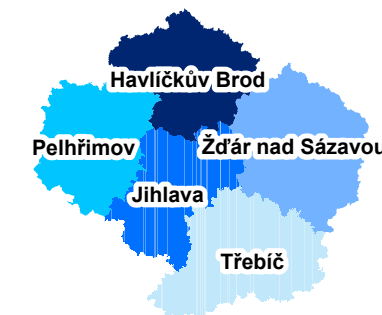 Havlíčkův Brod
Pelhřimov
Žďár nad Sázavou
Jihlava
Třebíč